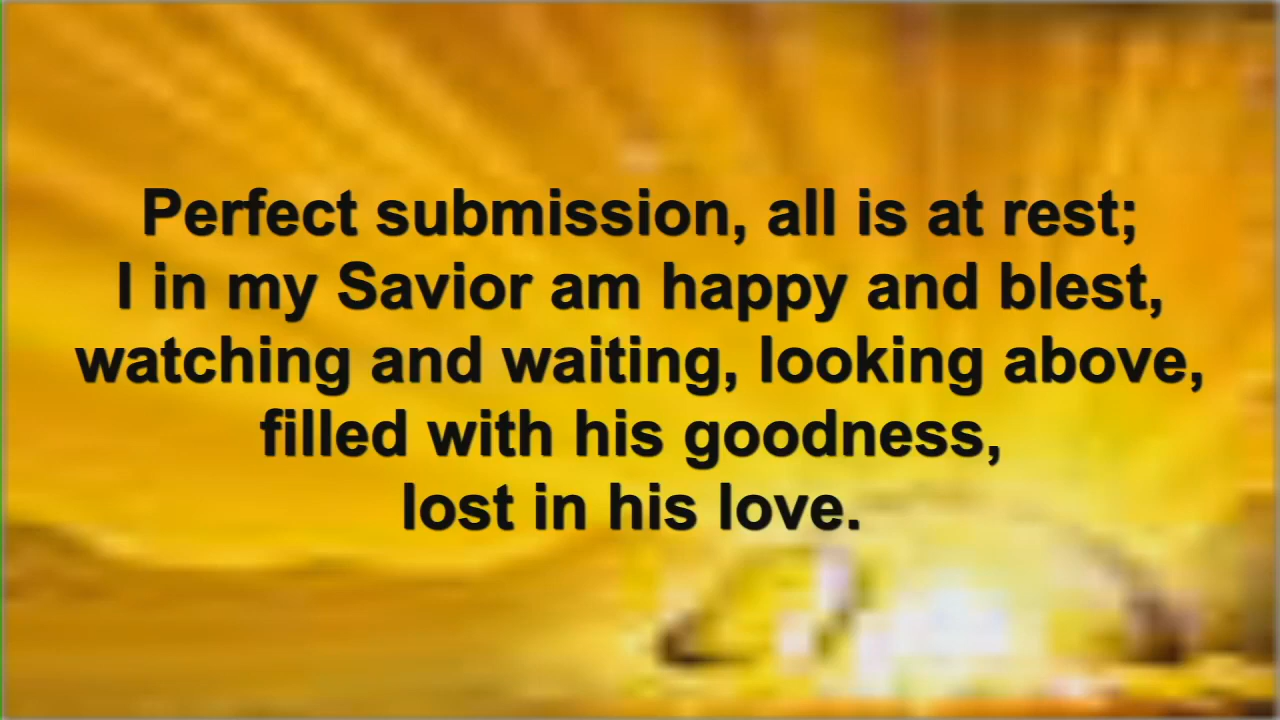 Perfect submission, all is at rest;
I in my Savior am happy and blest,
watching and waiting, looking above,
filled with his goodness,
lost in his love.